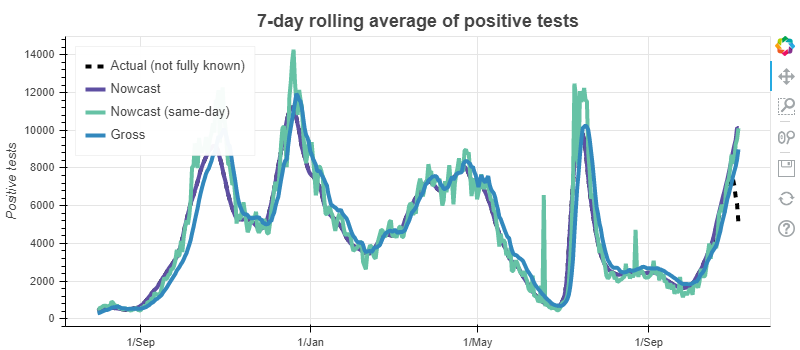 7-day rolling average of positive tests
Positive tests
14000
12000
10000
8000
6000
4000
2000
0
Actual (not fully known)
Nowcast
Nowcast (same-day)
Gross
1/Sep
1/Jan
1/May
1/Sep